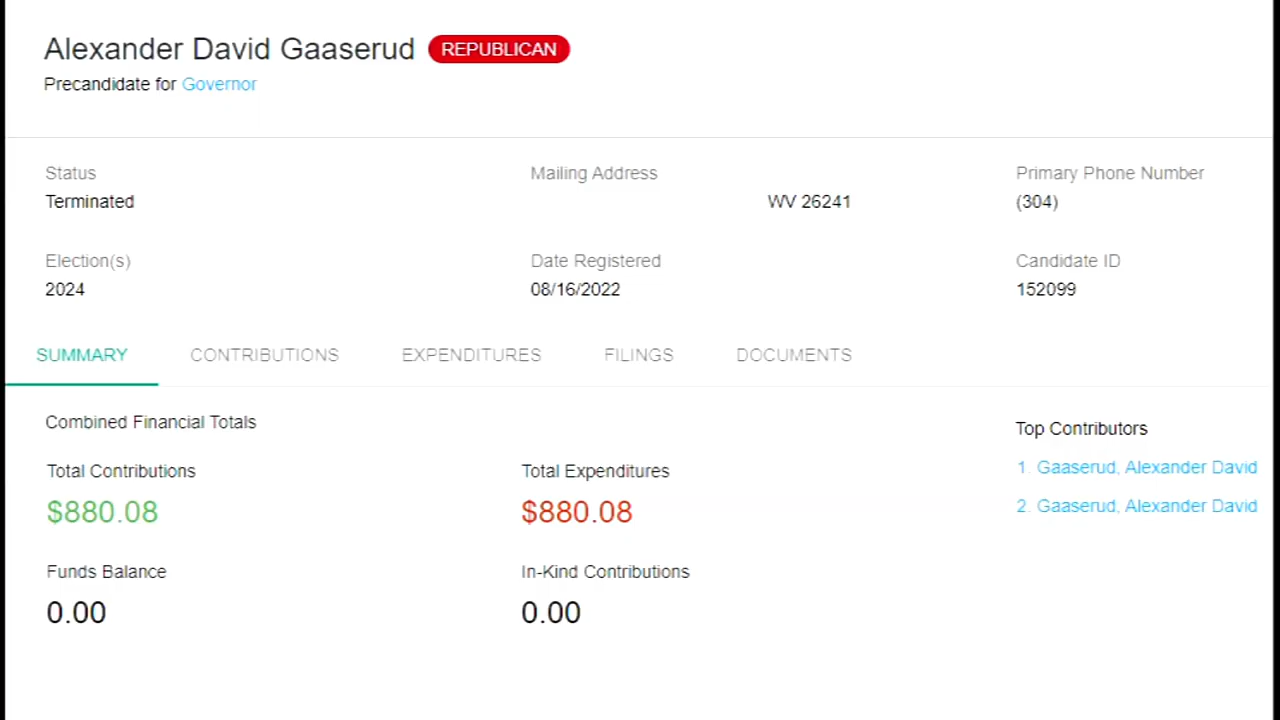 Alexander David Gaaserud REPUBLICAN
Precandidate for Governor
Status Mailing Address Primary Phone Number
Terminated WV 26241 (304)
Election(s) Date Registered Candidate ID
2024 08/16/2022 152099
SUMMARY CONTRIBUTIONS EXPENDITURES FILINGS DOCUMENTS
Combined Financial Totals
Top Contributors
Total Contributions Total Expenditures
1. Gaaserud, Alexander David
$880.08 $880.08
2. Gaaserud, Alexander David
Funds Balance In-Kind Contributions
0.00 0.00